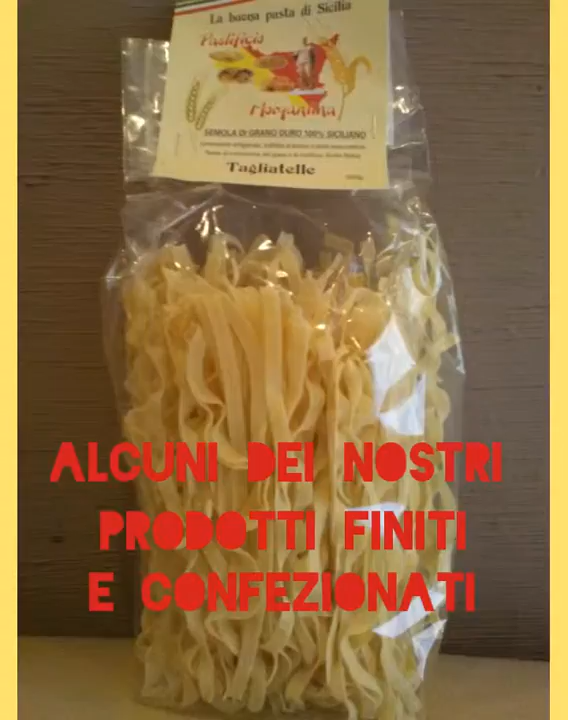 La buona pasta di Sicilia
Pastificio
SEMOLA DI GRANO DURO 100% SICILIANO
Tagliatelle
ALCUNI DEI NOSTRI
PRODOTTI FINITI
E CONFEZIONATI